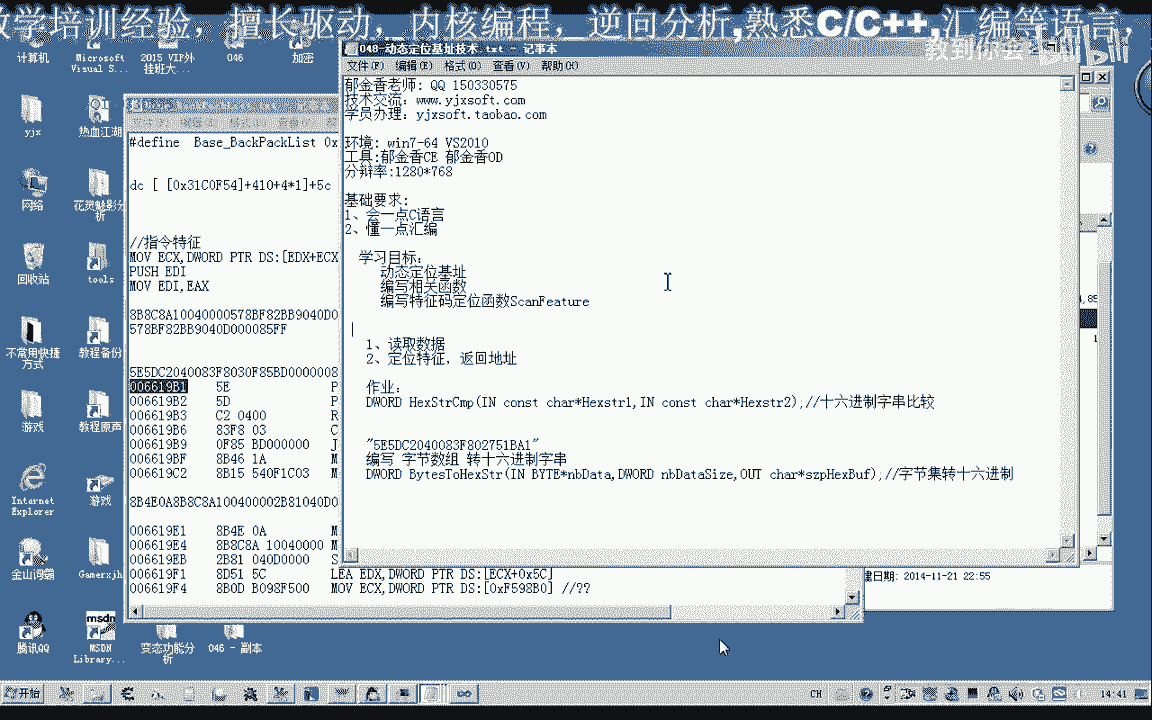 教学培训经验，擅长驱动，内核编程，逆向分析,熟悉C/C++,汇编等语言，
教到你会
bilibili
计算机
Microsoft Visual S...
2015 VIP外挂班大...
046
加密
yjx
热血江湖
网络
花灵魅影分析
回收站
tools
不常用快捷方式
教程备份
游戏
教程原声
Internet Explorer
游戏
金山词霸
Gamerxjh
腾讯QQ
MSDN Library...
变态功能分析
046 - 副本
#define  Base_BackPackList 0x
dc [ [0x31C0F54]+410+4*1]+5c
//指令特征
MOV ECX,DWORD PTR DS:[EDX+ECX
PUSH EDI
MOV EDI,EAX
8B8C8A10040000578BF82BB9040D0
578BF82BB9040D000085FF
5E5DC2040083F8030F85BD0000008
006619B1    5E              P
006619B2    5D              P
006619B3    C2 0400         R
006619B6    83F8 03         C
006619B9    0F85 BD000000   J
006619BF    8B46 1A         M
006619C2    8B15 540F1C03   M
8B4E0A8B8C8A100400002B81040D0
006619E1    8B4E 0A         M
006619E4    8B8C8A 10040000 M
006619EB    2B81 040D0000   S
006619F1    8D51 5C         LEA EDX,DWORD PTR DS:[ECX+0x5C]
006619F4    8B0D B098F500   MOV ECX,DWORD PTR DS:[0xF598B0] //??
048-动态定位基址技术.txt - 记事本
文件(F)  编辑(E)  格式(O)  查看(V)  帮助(H)
郁金香老师: QQ 150330575
技术交流: www.yjxsoft.com
学员办理: yjxsoft.taobao.com
环境: win7-64 VS2010
工具:郁金香CE 郁金香OD
分辩率:1280*768
基础要求:
1、会一点C语言
2、懂一点汇编
学习目标:
动态定位基址
编写相关函数
编写特征码定位函数ScanFeature
1、读取数据
2、定位特征, 返回地址
作业:
DWORD HexStrCmp(IN const char*Hexstr1,IN const char*Hexstr2);//十六进制字串比较
"5E5DC2040083F802751BA1"
编写 字节数组 转十六进制字串
DWORD BytesToHexStr(IN BYTE*nbData,DWORD nbDataSize,OUT char*szpHexBuf);//字节集转十六进制
建日期: 2014-11-21 22:55
开始
CH
14:41